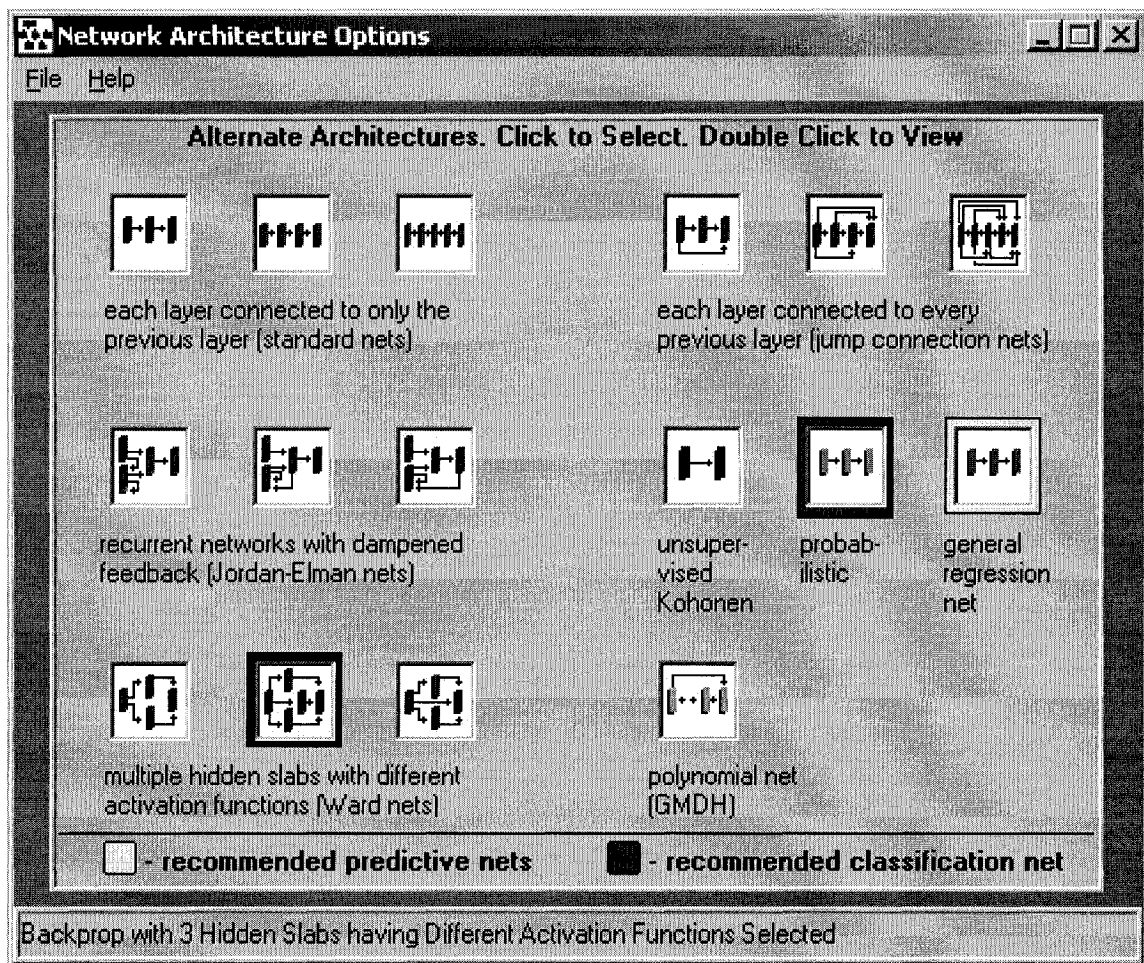 Network Architecture Options
File Help
Alternate Architectures. Click to Select. Double Click to View
each layer connected to only the
previous layer (standard nets)
each layer connected to every
previous layer (jump connection nets)
recurrent networks with dampened
feedback (Jordan-Elman nets)
unsuper-
vised
Kohonen
probab-
ilistic
general
regression
net
multiple hidden slabs with different
activation functions (Ward nets)
polynomial net
(GMDH)
- recommended predictive nets
- recommended classification net
Backprop with 3 Hidden Slabs having Different Activation Functions Selected